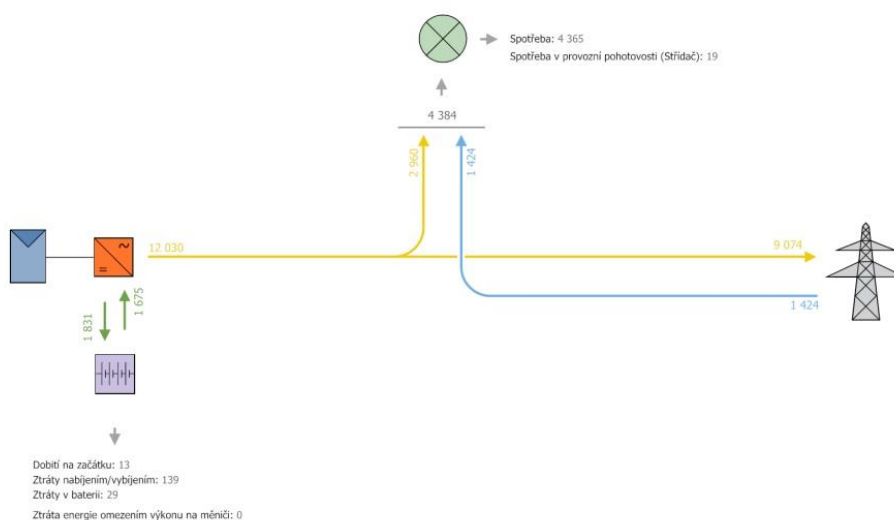 Spotřeba: 4 365
Spotřeba v provozní pohotovosti (Střídač): 19
4 384
2 960
1 424
12 030
9 074
1 424
1 831
1 675
Dobití na začátku: 13
Ztráty nabíjením/vybíjením: 139
Ztráty v baterii: 29
Ztráta energie omezením výkonu na měniči: 0